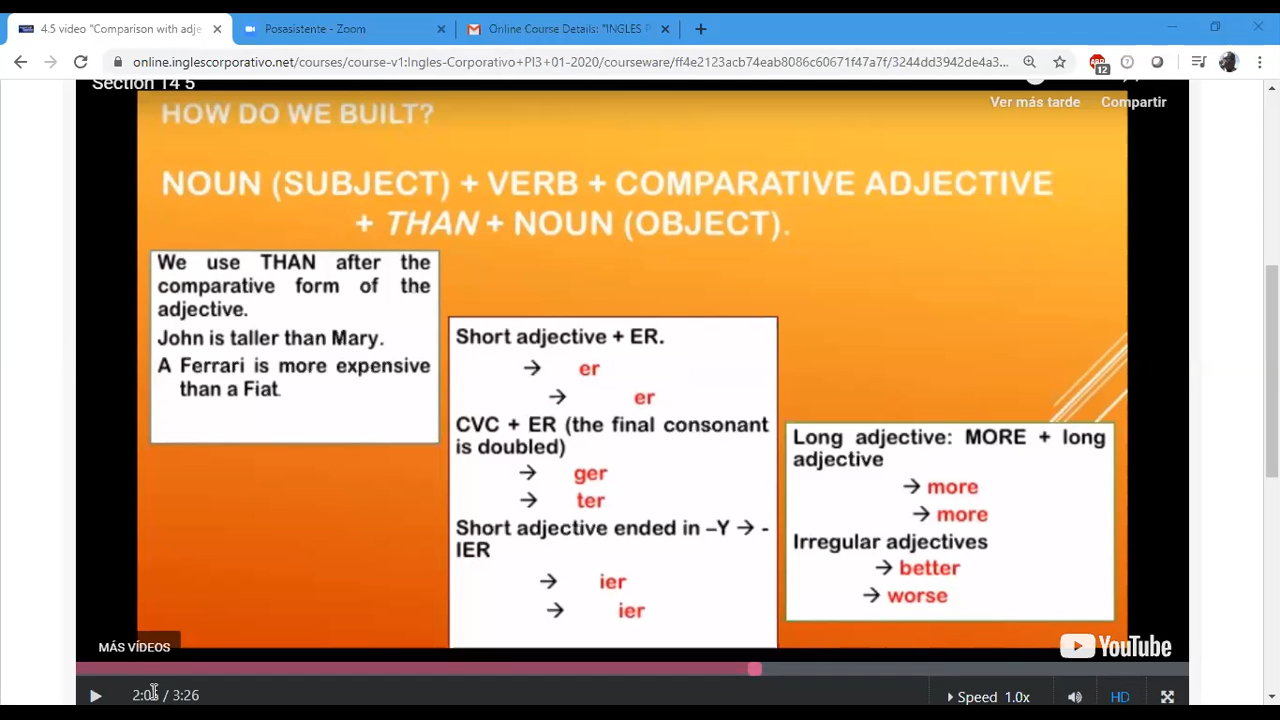 4.5 video "Comparison with adje
Posasistente - Zoom
Online Course Details: "INGLES P
online.inglescorporativo.net/courses/course-v1:Ingles-Corporativo+PI3+01-2020/courseware/ff4e2123acb74eab8086c60671f47a7f/3244dd3942de4a3...
12
Section 14 5
Ver más tarde
Compartir
HOW DO WE BUILT?
NOUN (SUBJECT) + VERB + COMPARATIVE ADJECTIVE
+ THAN + NOUN (OBJECT).
We use THAN after the
comparative form of the
adjective.
John is taller than Mary.
A Ferrari is more expensive
than a Fiat.
Short adjective + ER.
→ er
→ er
CVC + ER (the final consonant
is doubled)
→ ger
→ ter
Short adjective ended in –Y → -
IER
→ ier
→ ier
Long adjective: MORE + long
adjective
→ more
→ more
Irregular adjectives
→ better
→ worse
MÁS VÍDEOS
YouTube
/ 3:26
Speed 1.0x
HD